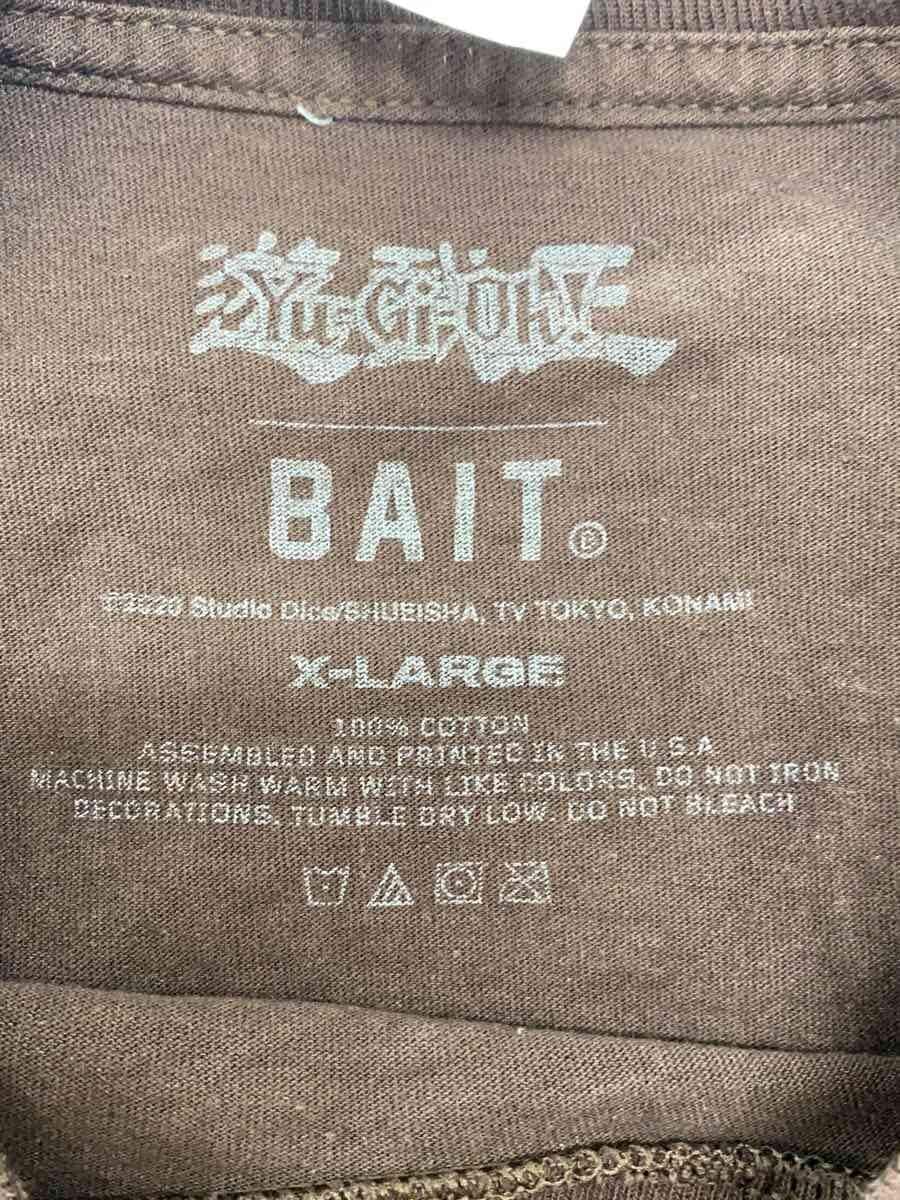 Yu-Gi-Oh!
BAIT®
©2020 Studio Dice/SHUEISHA, TV TOKYO, KONAMI
X-LARGE
100% COTTON
ASSEMBLED AND PRINTED IN THE U.S.A
MACHINE WASH WARM WITH LIKE COLORS. DO NOT IRON
DECORATIONS. TUMBLE DRY LOW. DO NOT BLEACH